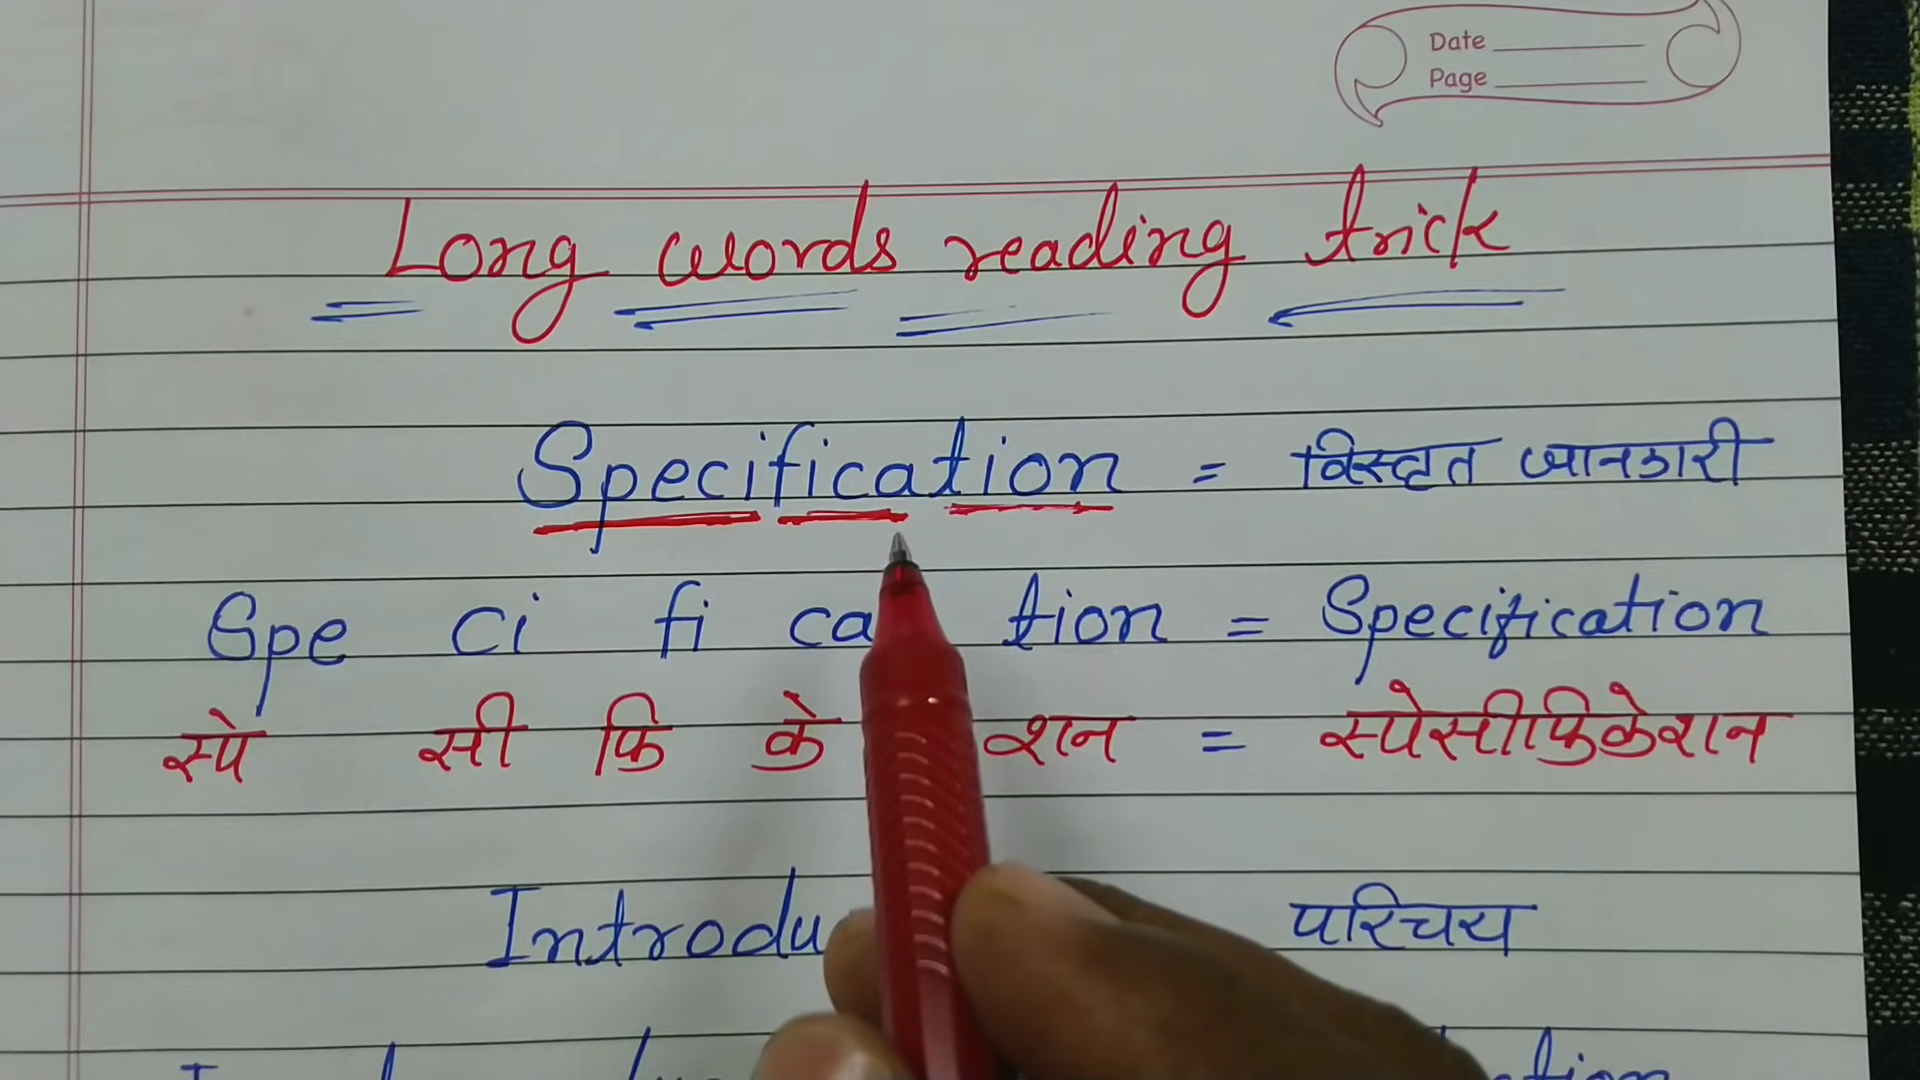 Date
Page
Long words reading trick
Specification = विस्तृत जानकारी
Spe ci fi ca tion = Specification
स्पे सी फि के शन = स्पेसीफिकेशन
Introdu परिचय